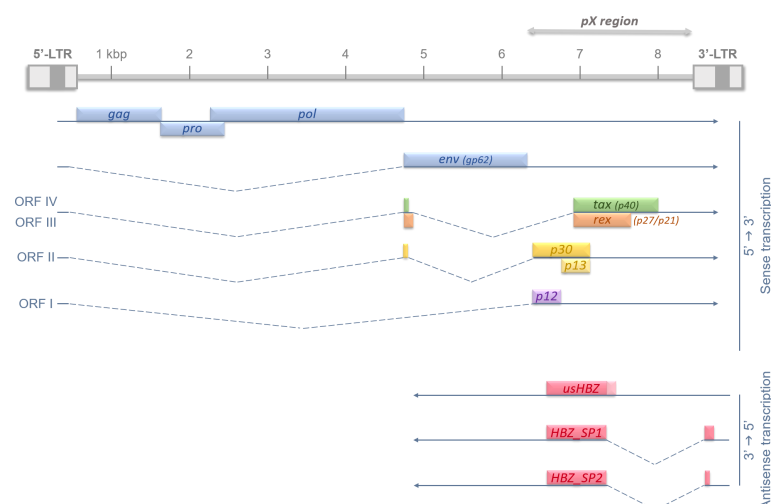 pX region
5'-LTR 1 kbp 2 3 4 5 6 7 8 3'-LTR
gag pol
pro
env (gp62)
ORF IV tax (p40)
ORF III rex (p27/p21)
ORF II p30
p13
ORF I p12
5' → 3'
Sense transcription
usHBZ
HBZ_SP1
HBZ_SP2
3' → 5'
Antisense transcription